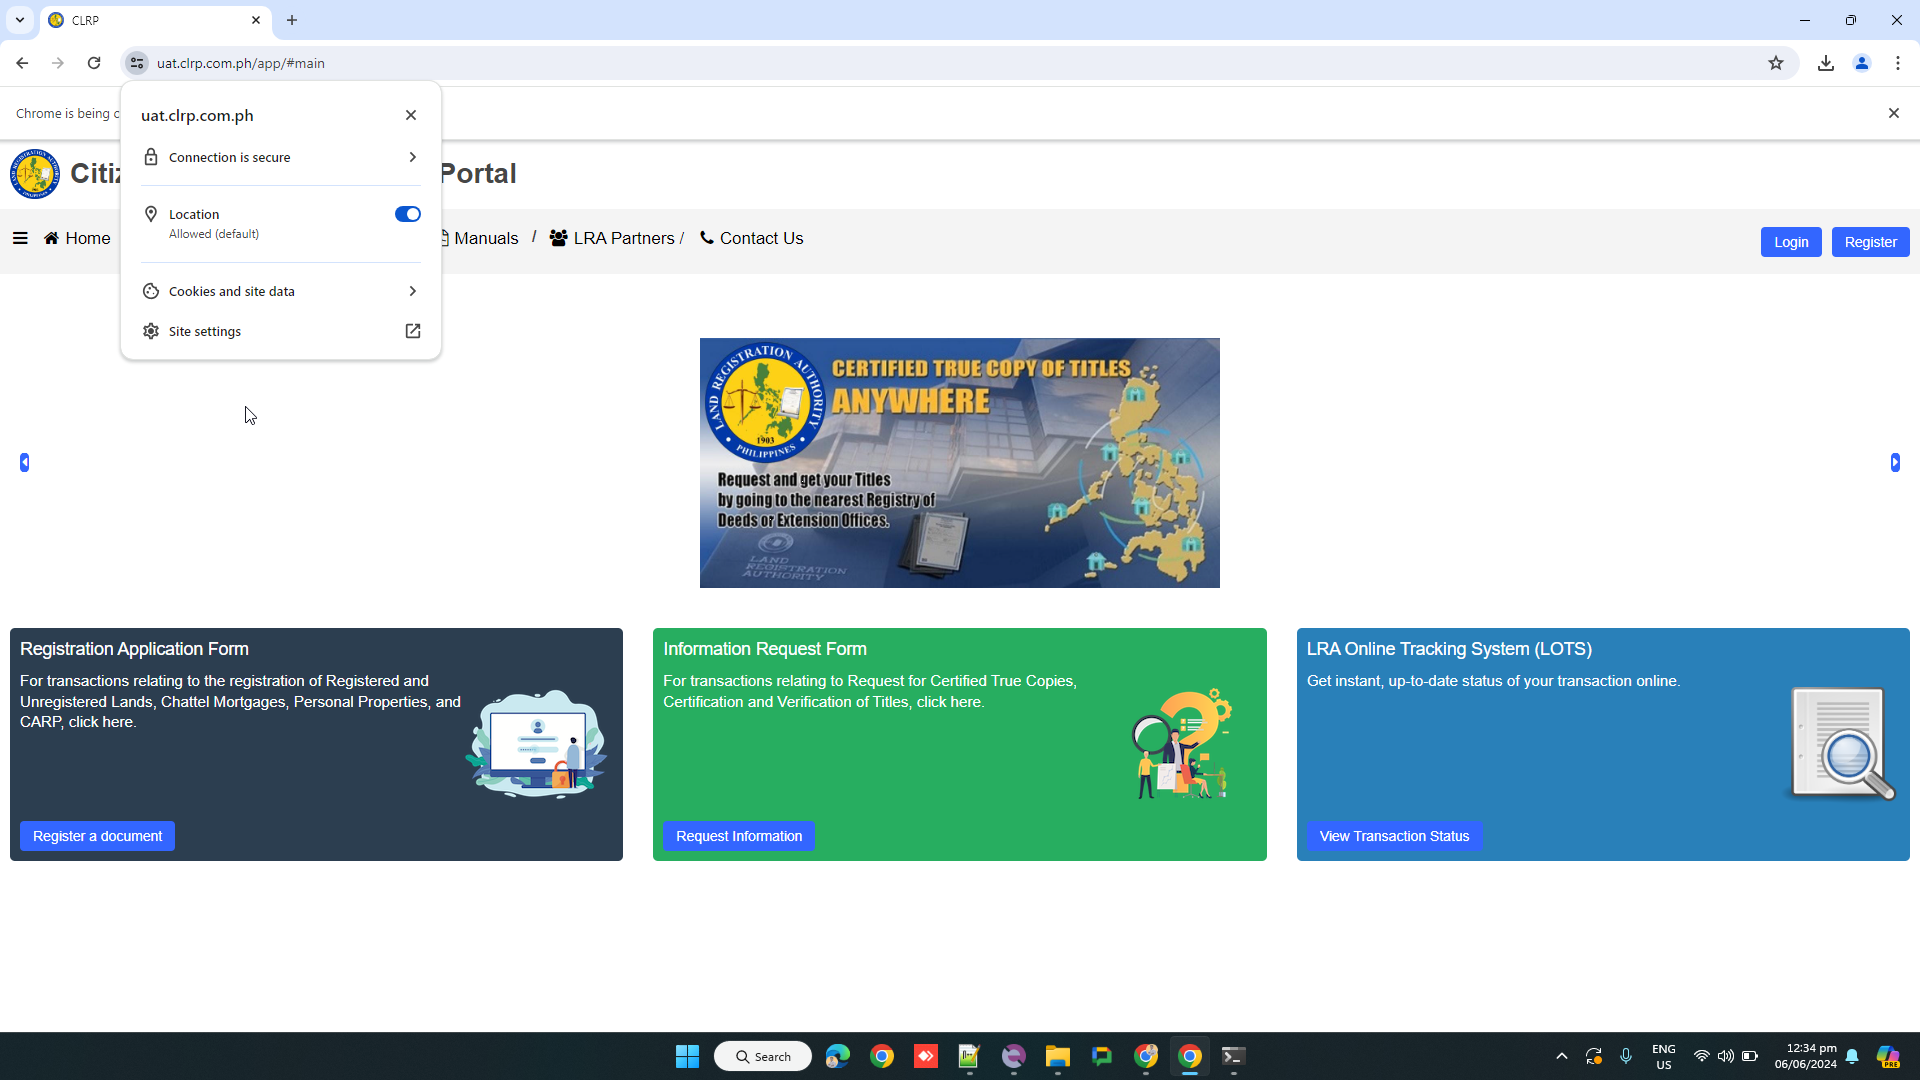 CLRP
uat.clrp.com.ph/app/#main
Chrome is being
uat.clrp.com.ph
Connection is secure
Location
Allowed (default)
Cookies and site data
Site settings
Portal
Home
Manuals / LRA Partners / Contact Us
Login Register
LAND REGISTRATION AUTHORITY
1903
PHILIPPINES
CERTIFIED TRUE COPY OF TITLES
ANYWHERE
Request and get your Titles
by going to the nearest Registry of
Deeds or Extension Offices.
LAND
REGISTRATION
AUTHORITY
Registration Application Form
For transactions relating to the registration of Registered and
Unregistered Lands, Chattel Mortgages, Personal Properties, and
CARP, click here.
Register a document
Information Request Form
For transactions relating to Request for Certified True Copies,
Certification and Verification of Titles, click here.
Request Information
LRA Online Tracking System (LOTS)
Get instant, up-to-date status of your transaction online.
View Transaction Status
Search
ENG
US
12:34 pm
06/06/2024
PRE